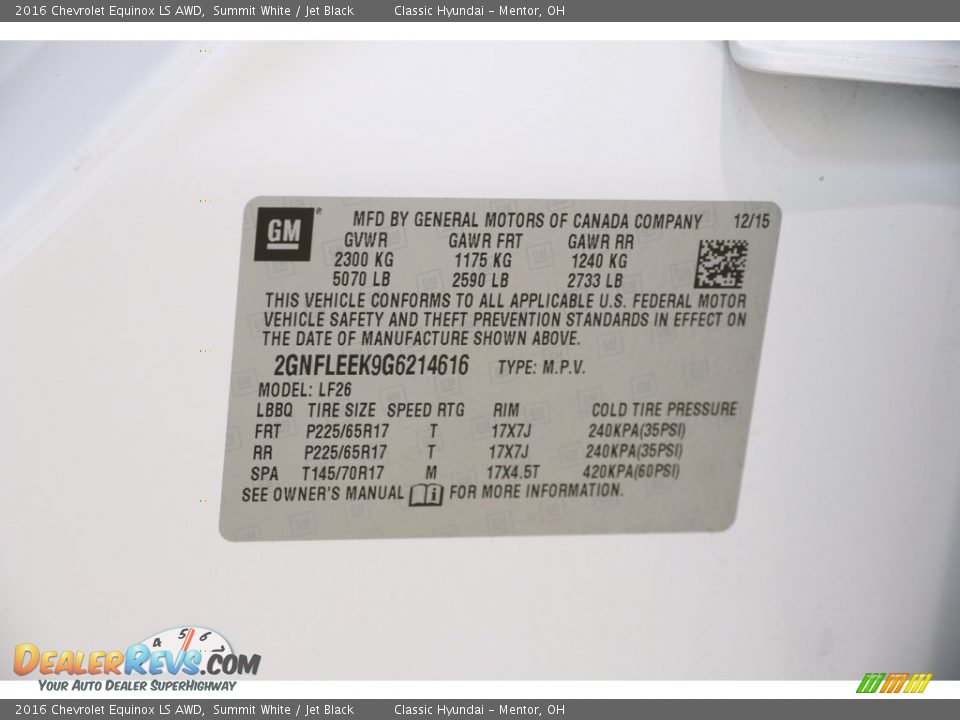 2016 Chevrolet Equinox LS AWD, Summit White / Jet Black Classic Hyundai – Mentor, OH
GM
MFD BY GENERAL MOTORS OF CANADA COMPANY 12/15
GVWR GAWR FRT GAWR RR
2300 KG 1175 KG 1240 KG
5070 LB 2590 LB 2733 LB
THIS VEHICLE CONFORMS TO ALL APPLICABLE U.S. FEDERAL MOTOR
VEHICLE SAFETY AND THEFT PREVENTION STANDARDS IN EFFECT ON
THE DATE OF MANUFACTURE SHOWN ABOVE.
2GNFLEEK9G6214616 TYPE: M.P.V.
MODEL: LF26
LBBQ TIRE SIZE SPEED RTG RIM COLD TIRE PRESSURE
FRT P225/65R17 T 17X7J 240KPA(35PSI)
RR P225/65R17 T 17X7J 240KPA(35PSI)
SPA T145/70R17 M 17X4.5T 420KPA(60PSI)
SEE OWNER'S MANUAL i FOR MORE INFORMATION.
4 5 6 7
DEALERREVS.COM
YOUR AUTO DEALER SUPERHIGHWAY
2016 Chevrolet Equinox LS AWD, Summit White / Jet Black Classic Hyundai – Mentor, OH